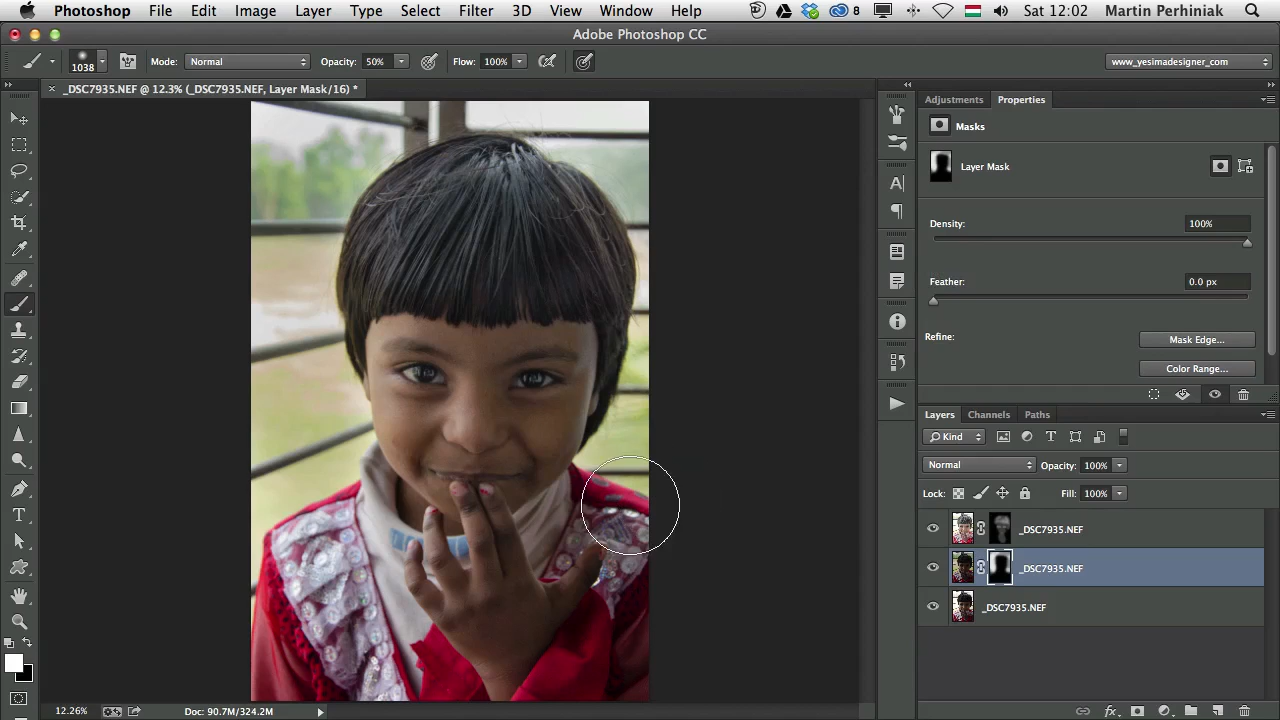 Photoshop File Edit Image Layer Type Select Filter 3D View Window Help 8 Sat 12:02 Martin Perhiniak
Adobe Photoshop CC
1038 Mode: Normal Opacity: 50% Flow: 100% www_yesimadesigner_com
× _DSC7935.NEF @ 12.3% (_DSC7935.NEF, Layer Mask/16) *
Adjustments Properties
Masks
Layer Mask
Density: 100%
Feather: 0.0 px
Refine: Mask Edge...
Color Range...
Layers Channels Paths
Kind
Normal Opacity: 100%
Lock: Fill: 100%
_DSC7935.NEF
_DSC7935.NEF
_DSC7935.NEF
12.26% Doc: 90.7M/324.2M